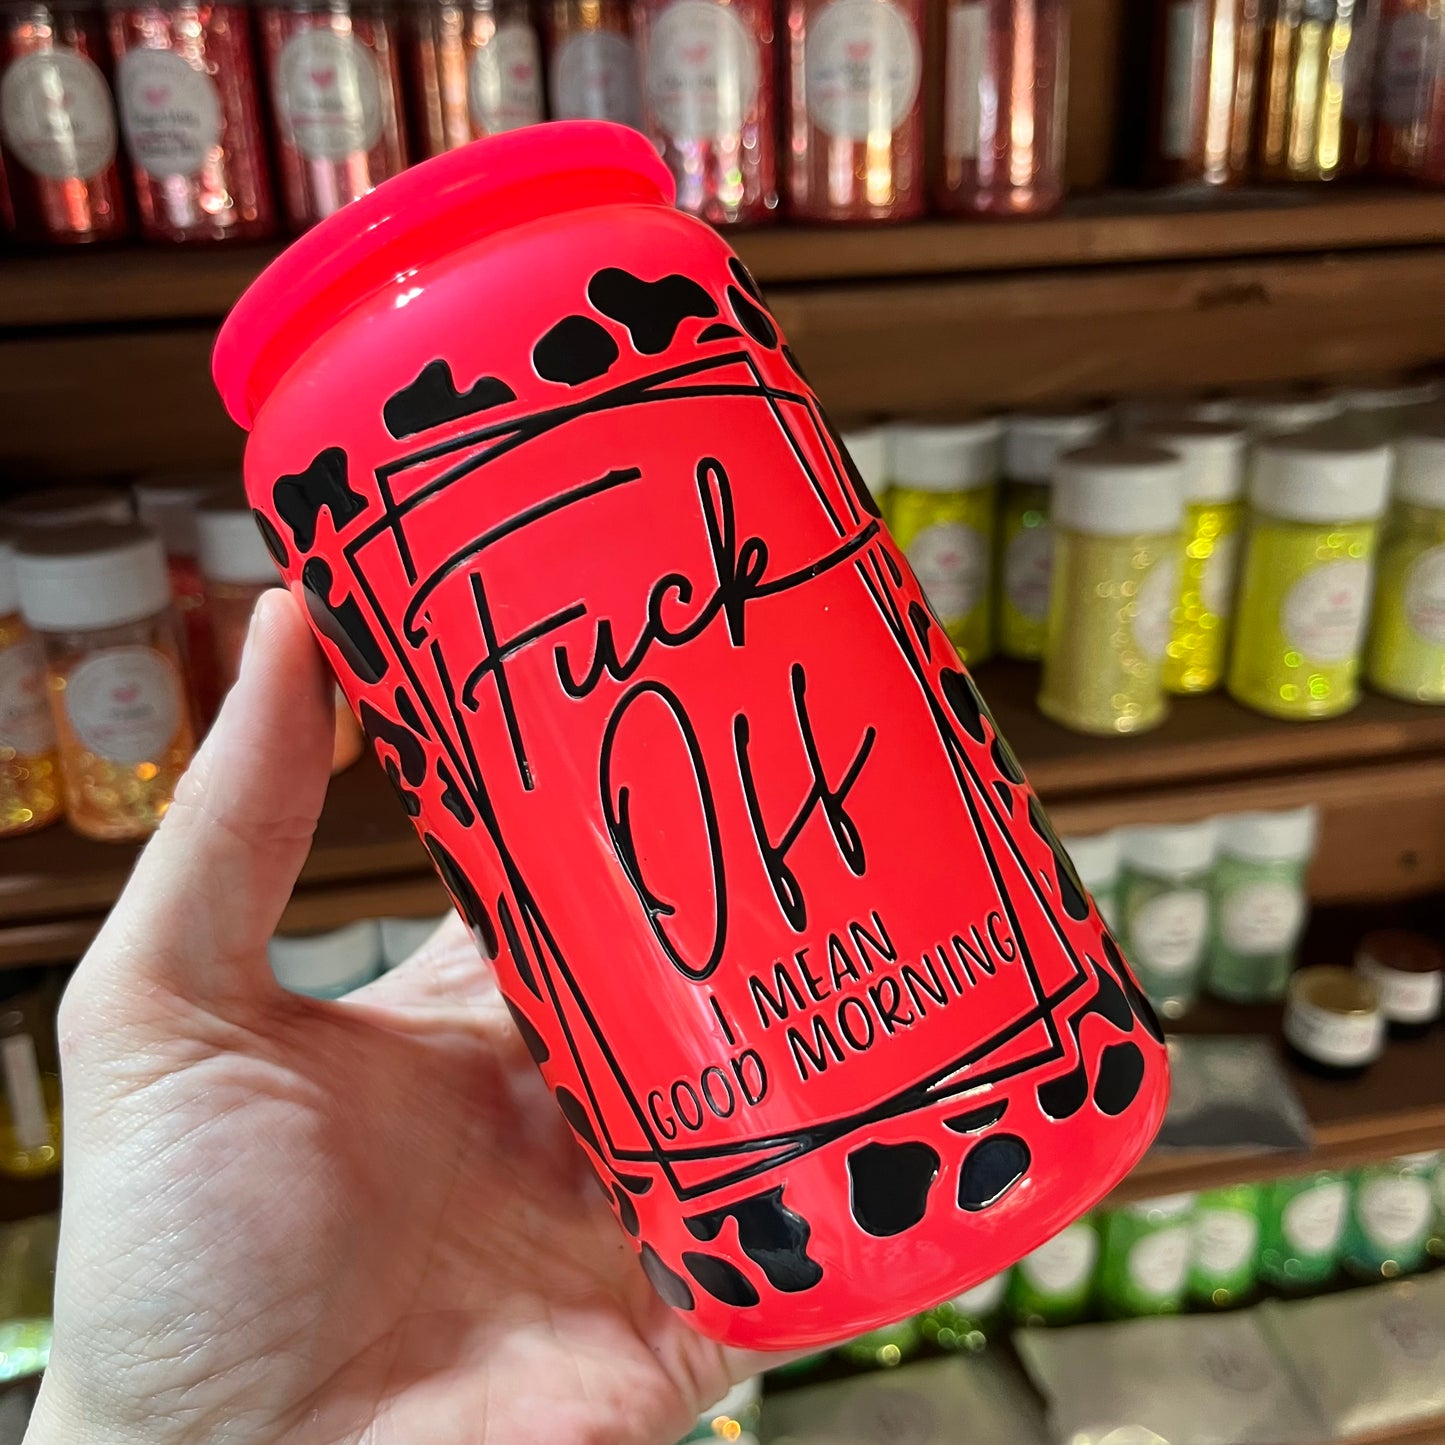 Fuck
Off
I MEAN
GOOD MORNING